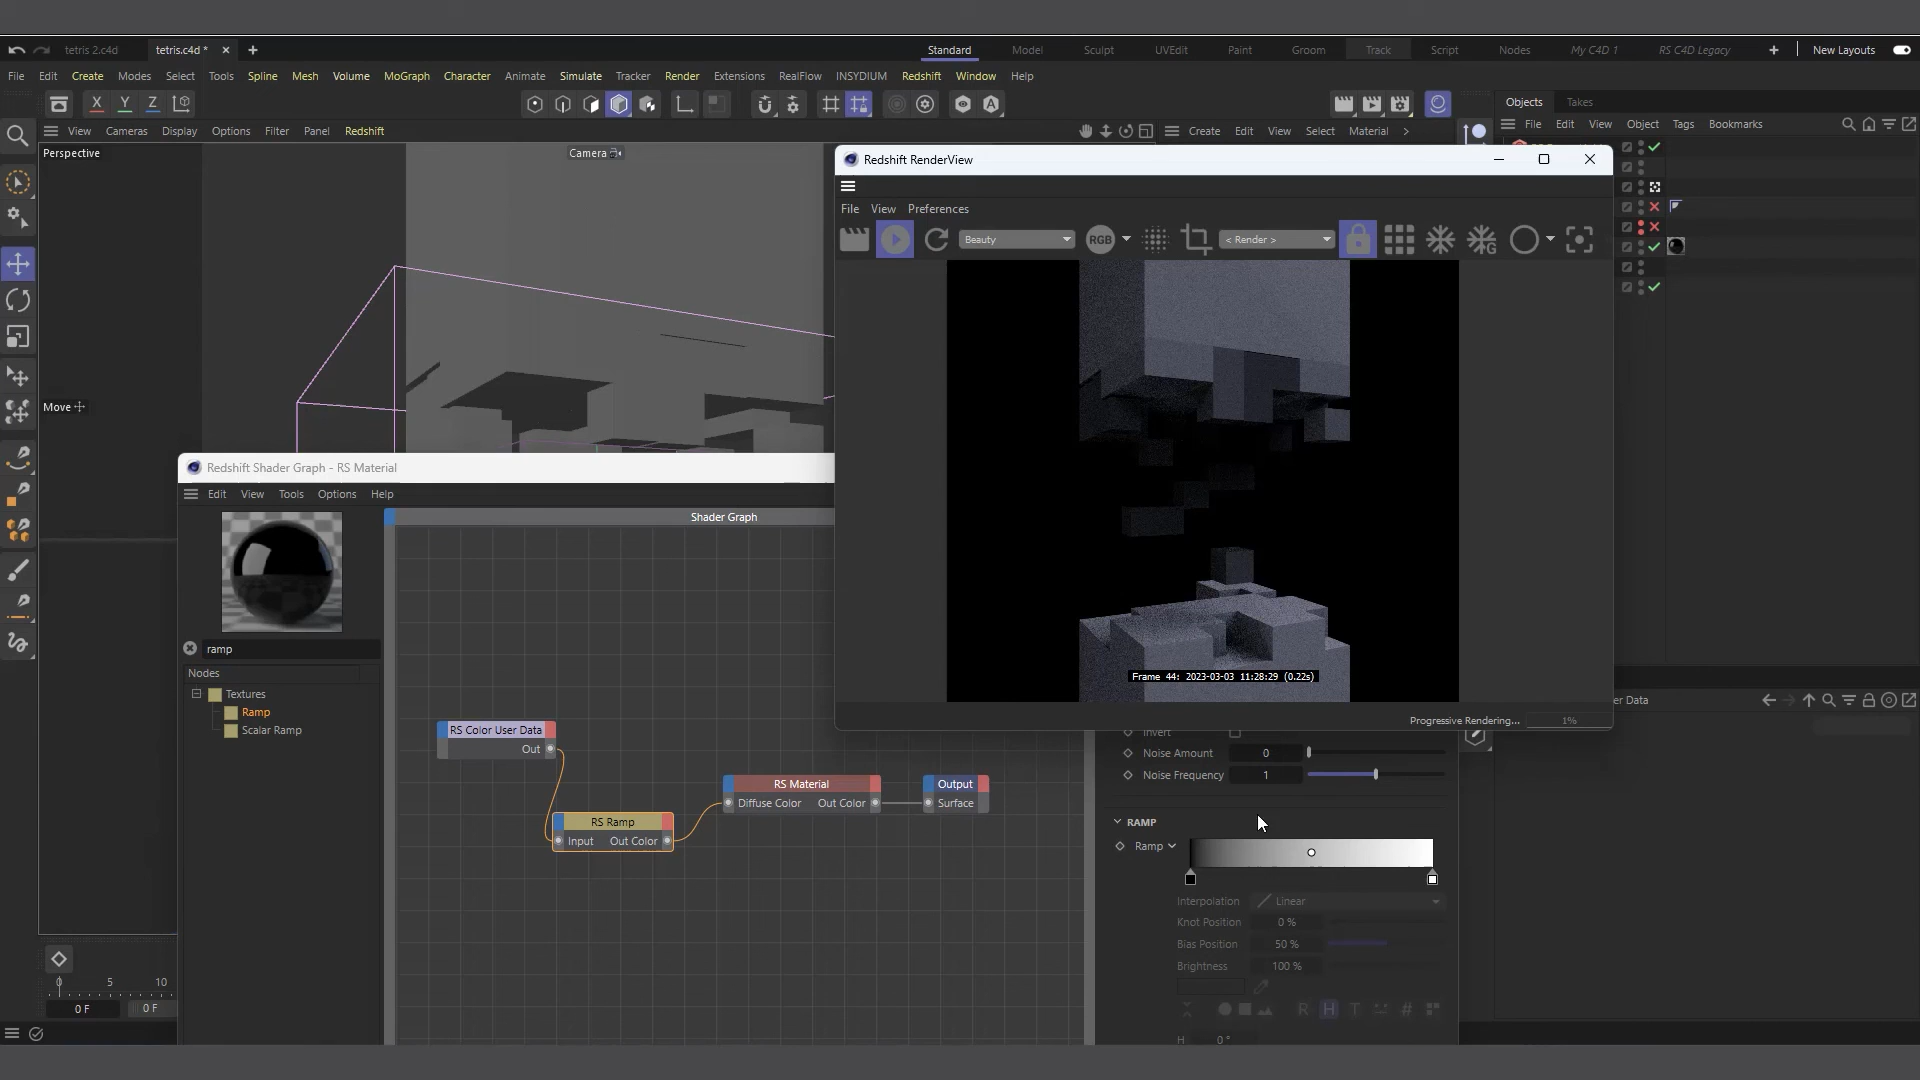 tetris 2.c4d
tetris.c4d *
Standard
Model
Sculpt
UVEdit
Paint
Groom
Track
Script
Nodes
My C4D 1
RS C4D Legacy
New Layouts
File Edit Create Modes Select Tools Spline Mesh Volume MoGraph Character Animate Simulate Tracker Render Extensions RealFlow INSYDIUM Redshift Window Help
X Y Z
Objects Takes
View Cameras Display Options Filter Panel Redshift
Create Edit View Select Material
File Edit View Object Tags Bookmarks
Perspective
Camera
Redshift RenderView
File View Preferences
Beauty
RGB
< Render >
Move
Redshift Shader Graph - RS Material
Edit View Tools Options Help
Shader Graph
ramp
Nodes
Textures
Ramp
Scalar Ramp
Frame 44: 2023-03-03 11:28:29 (0.22s)
er Data
Progressive Rendering... 1%
RS Color User Data
Out
Invert
Noise Amount 0
Noise Frequency 1
RS Material
Diffuse Color Out Color
Output
Surface
RS Ramp
Input Out Color
RAMP
Ramp
Interpolation Linear
Knot Position 0 %
Bias Position 50 %
Brightness 100 %
R H T #
H 0 °
0 5 10
0 F 0 F